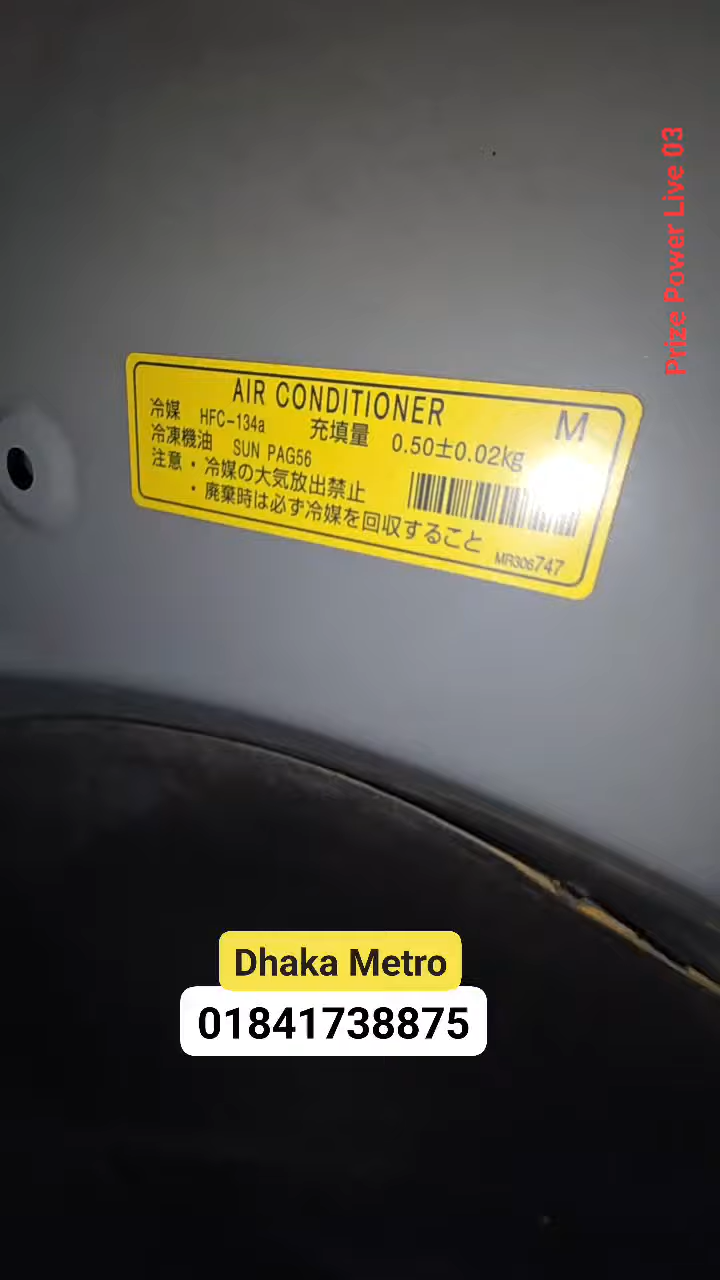 Prize Power Live 03
AIR CONDITIONER
M
冷媒 HFC-134a 充填量 0.50±0.02kg
冷凍機油 SUN PAG56
注意・冷媒の大気放出禁止
・廃棄時は必ず冷媒を回収すること
MR306747
Dhaka Metro
01841738875